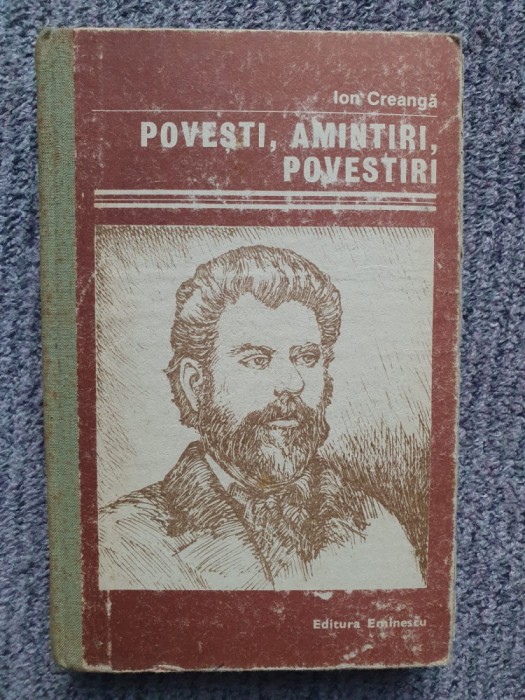 Ion Creangă
POVEȘTI, AMINTIRI,
POVESTIRI
Editura Eminescu